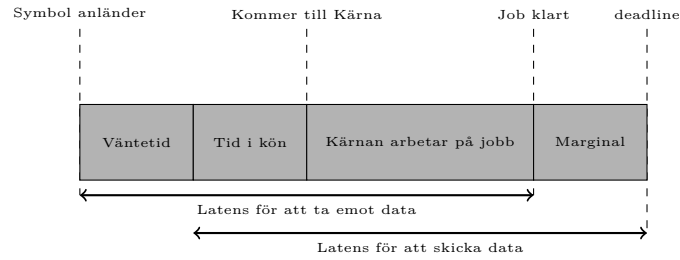 Symbol anländer
Kommer till Kärna
Job klart
deadline
Väntetid
Tid i kön
Kärnan arbetar på jobb
Marginal
Latens för att ta emot data
Latens för att skicka data